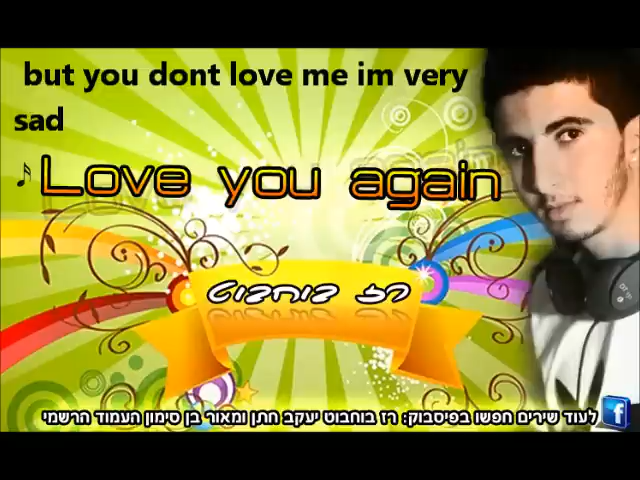 but you dont love me im very
sad
Love you again
רז בוחבוט
לעוד שירים חפשו בפיסבוק: רז בוחבוט יעקב חתן ומאור בן סימון העמוד הרשמי